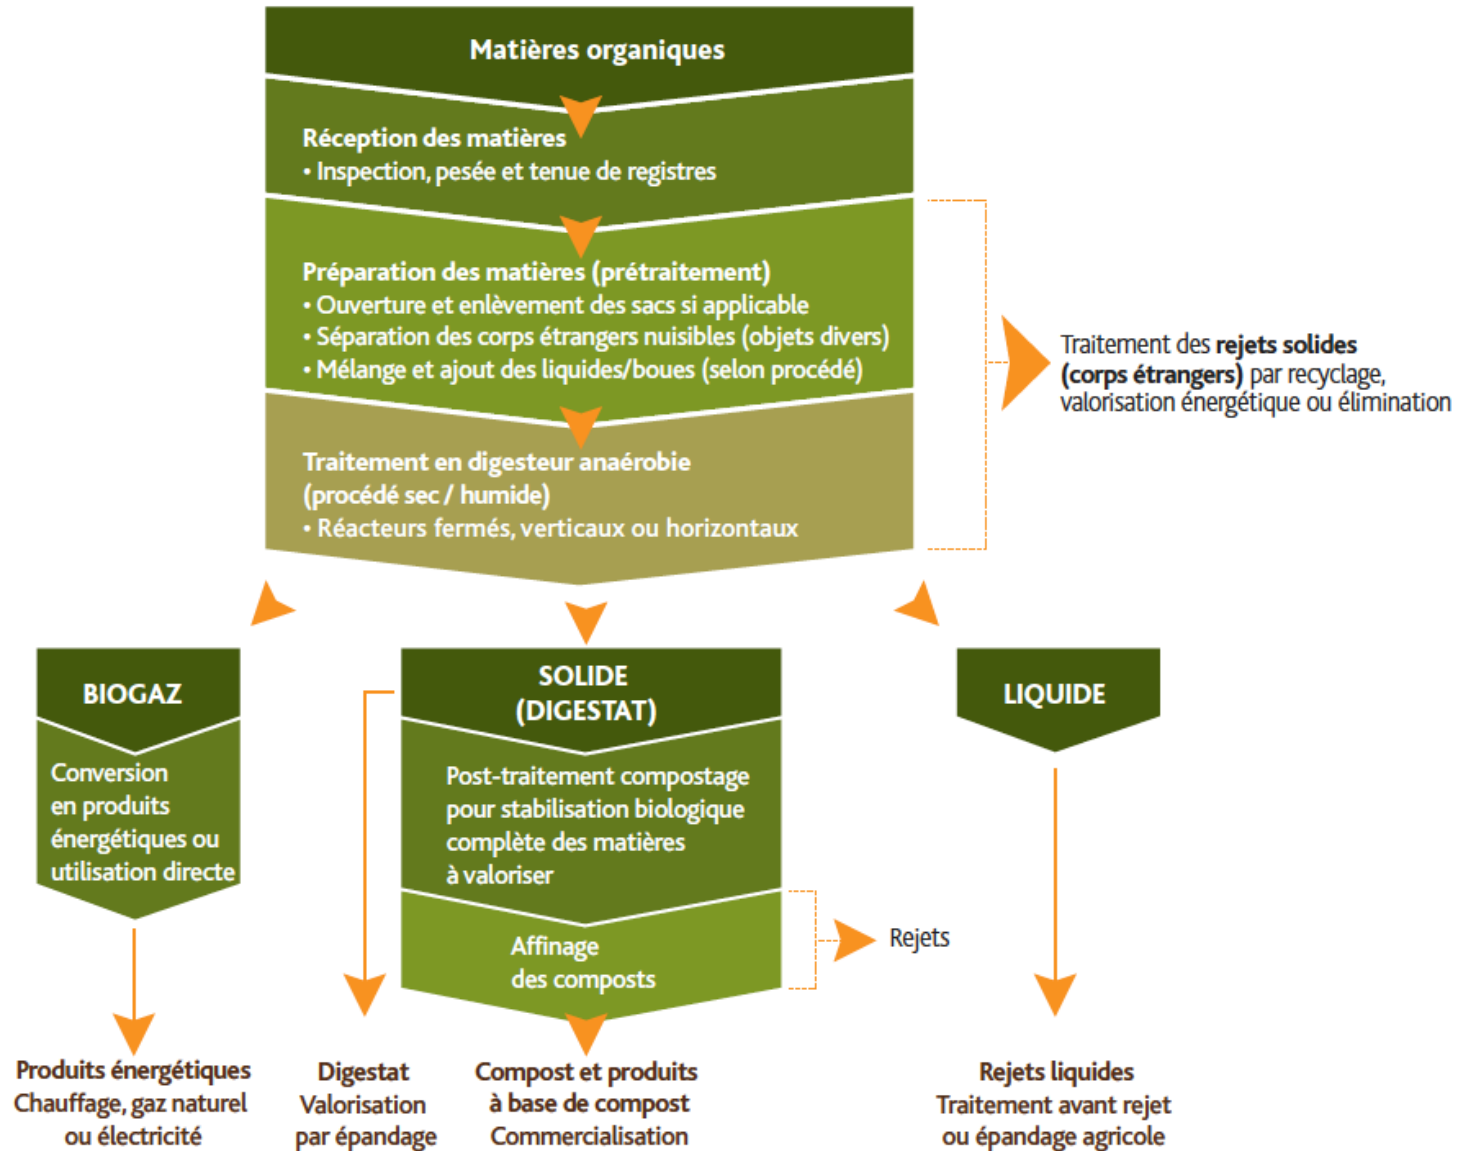 Matières organiques
Réception des matières
• Inspection, pesée et tenue de registres
Préparation des matières (prétraitement)
• Ouverture et enlèvement des sacs si applicable
• Séparation des corps étrangers nuisibles (objets divers)
• Mélange et ajout des liquides/boues (selon procédé)
Traitement des rejets solides
(corps étrangers) par recyclage,
valorisation énergétique ou élimination
Traitement en digesteur anaérobie
(procédé sec / humide)
• Réacteurs fermés, verticaux ou horizontaux
BIOGAZ
Conversion
en produits
énergétiques ou
utilisation directe
SOLIDE
(DIGESTAT)
Post-traitement compostage
pour stabilisation biologique
complète des matières
à valoriser
Affinage
des composts
Rejets
LIQUIDE
Produits énergétiques
Chauffage, gaz naturel
ou électricité
Digestat
Valorisation
par épandage
Compost et produits
à base de compost
Commercialisation
Rejets liquides
Traitement avant rejet
ou épandage agricole